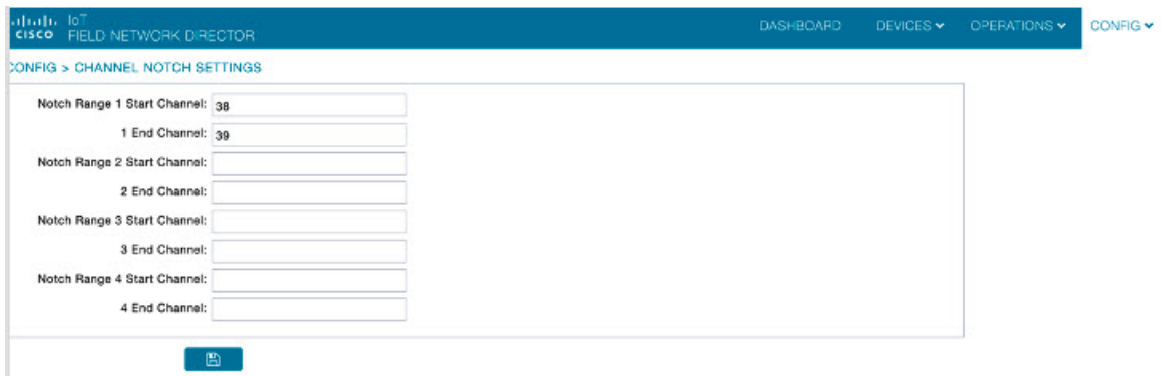 IoT
CISCO FIELD NETWORK DIRECTOR
DASHBOARD DEVICES OPERATIONS CONFIG
CONFIG > CHANNEL NOTCH SETTINGS
Notch Range 1 Start Channel: 38
1 End Channel: 39
Notch Range 2 Start Channel:
2 End Channel:
Notch Range 3 Start Channel:
3 End Channel:
Notch Range 4 Start Channel:
4 End Channel: